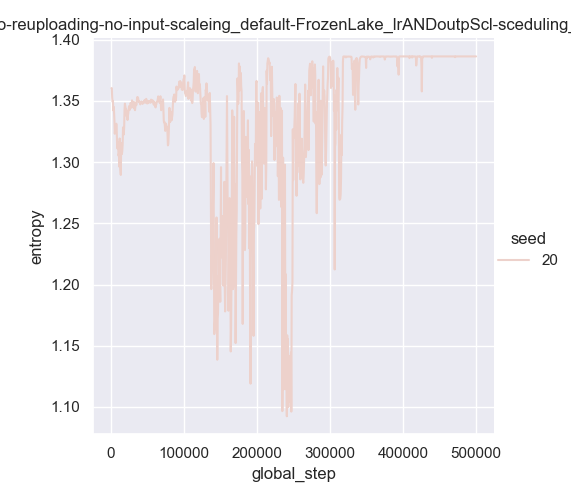 o-reuploading-no-input-scaleing_default-FrozenLake_lrANDoutpScl-sceduling_
1.40
1.35
1.30
1.25
1.20
1.15
1.10
entropy
0 100000 200000 300000 400000 500000
global_step
seed
20